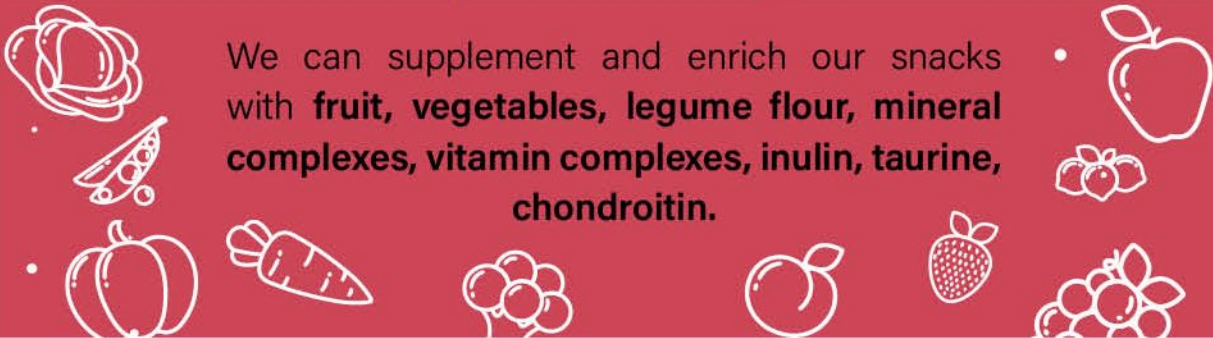 We can supplement and enrich our snacks
with fruit, vegetables, legume flour, mineral
complexes, vitamin complexes, inulin, taurine,
chondroitin.